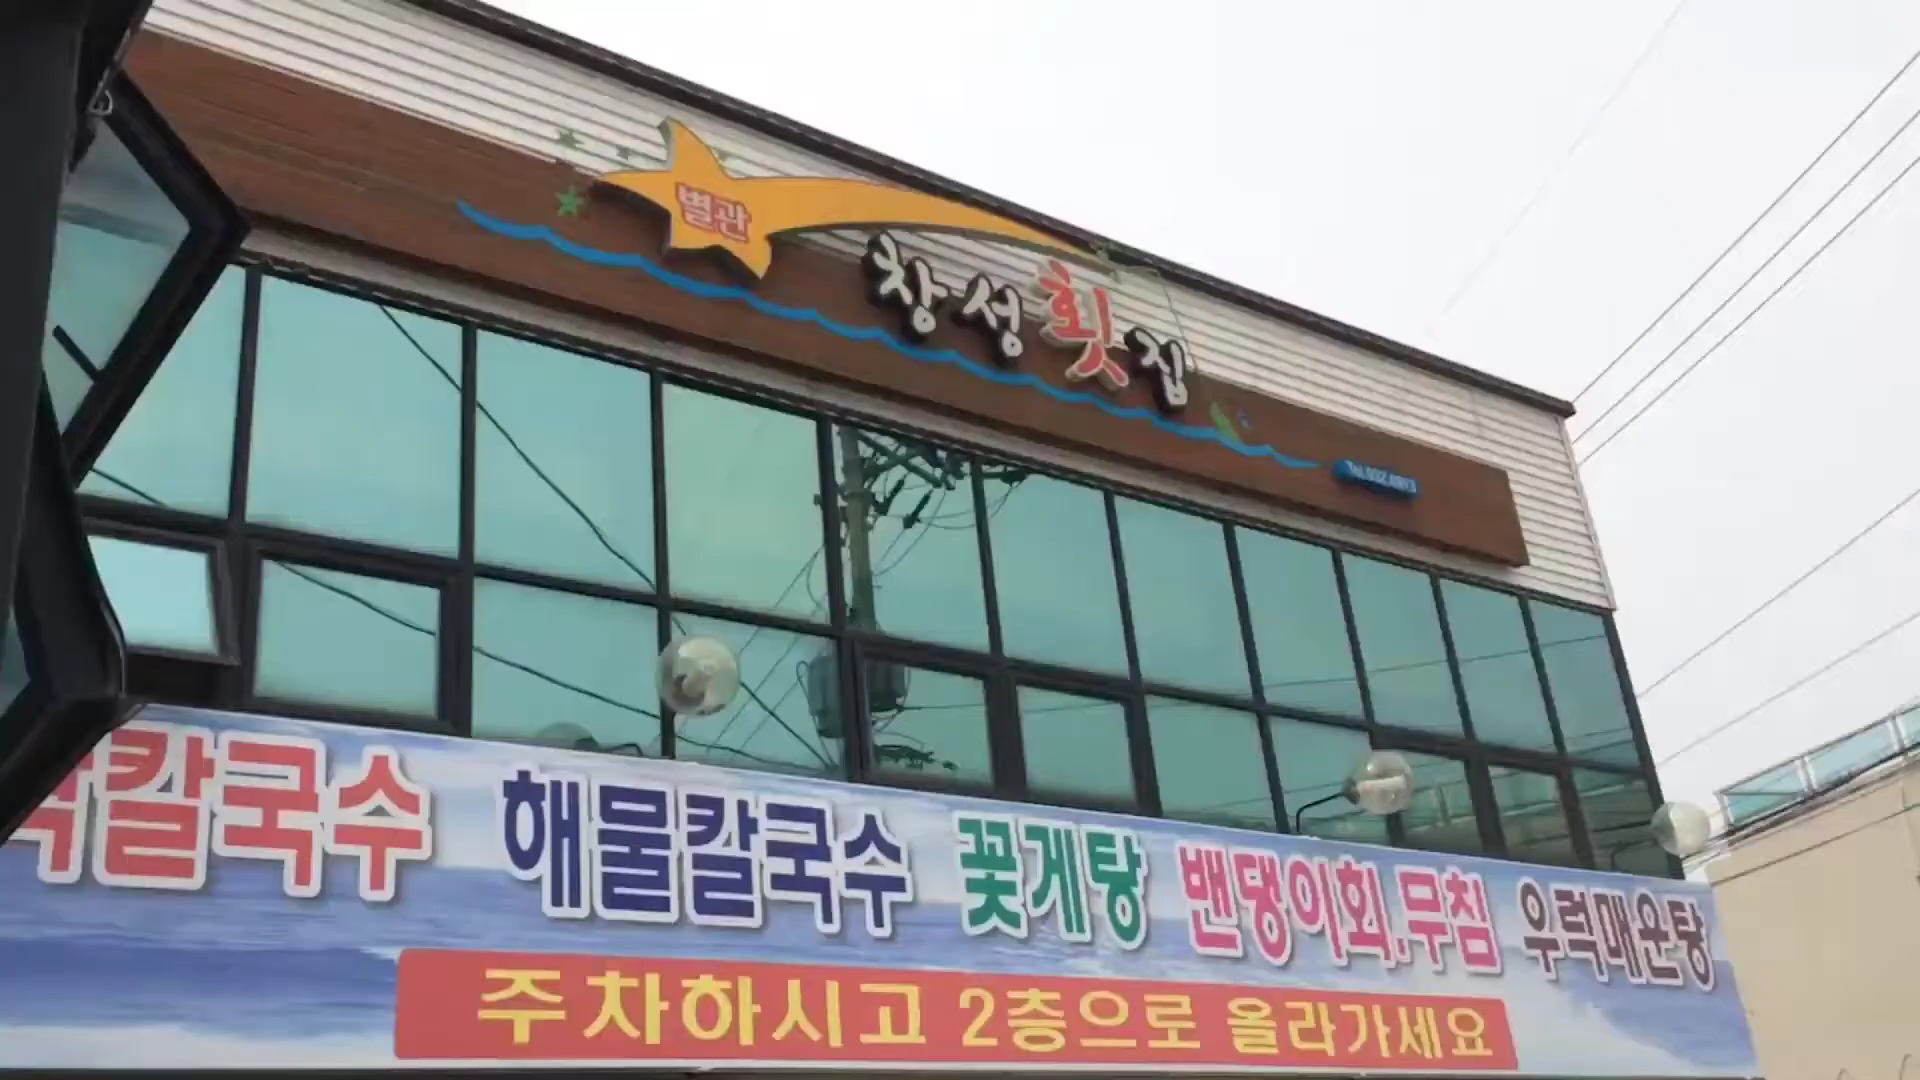 별관
창성횟집
칼국수 해물칼국수 꽃게탕 밴댕이회.무침 우럭매운탕
주차하시고 2층으로 올라가세요